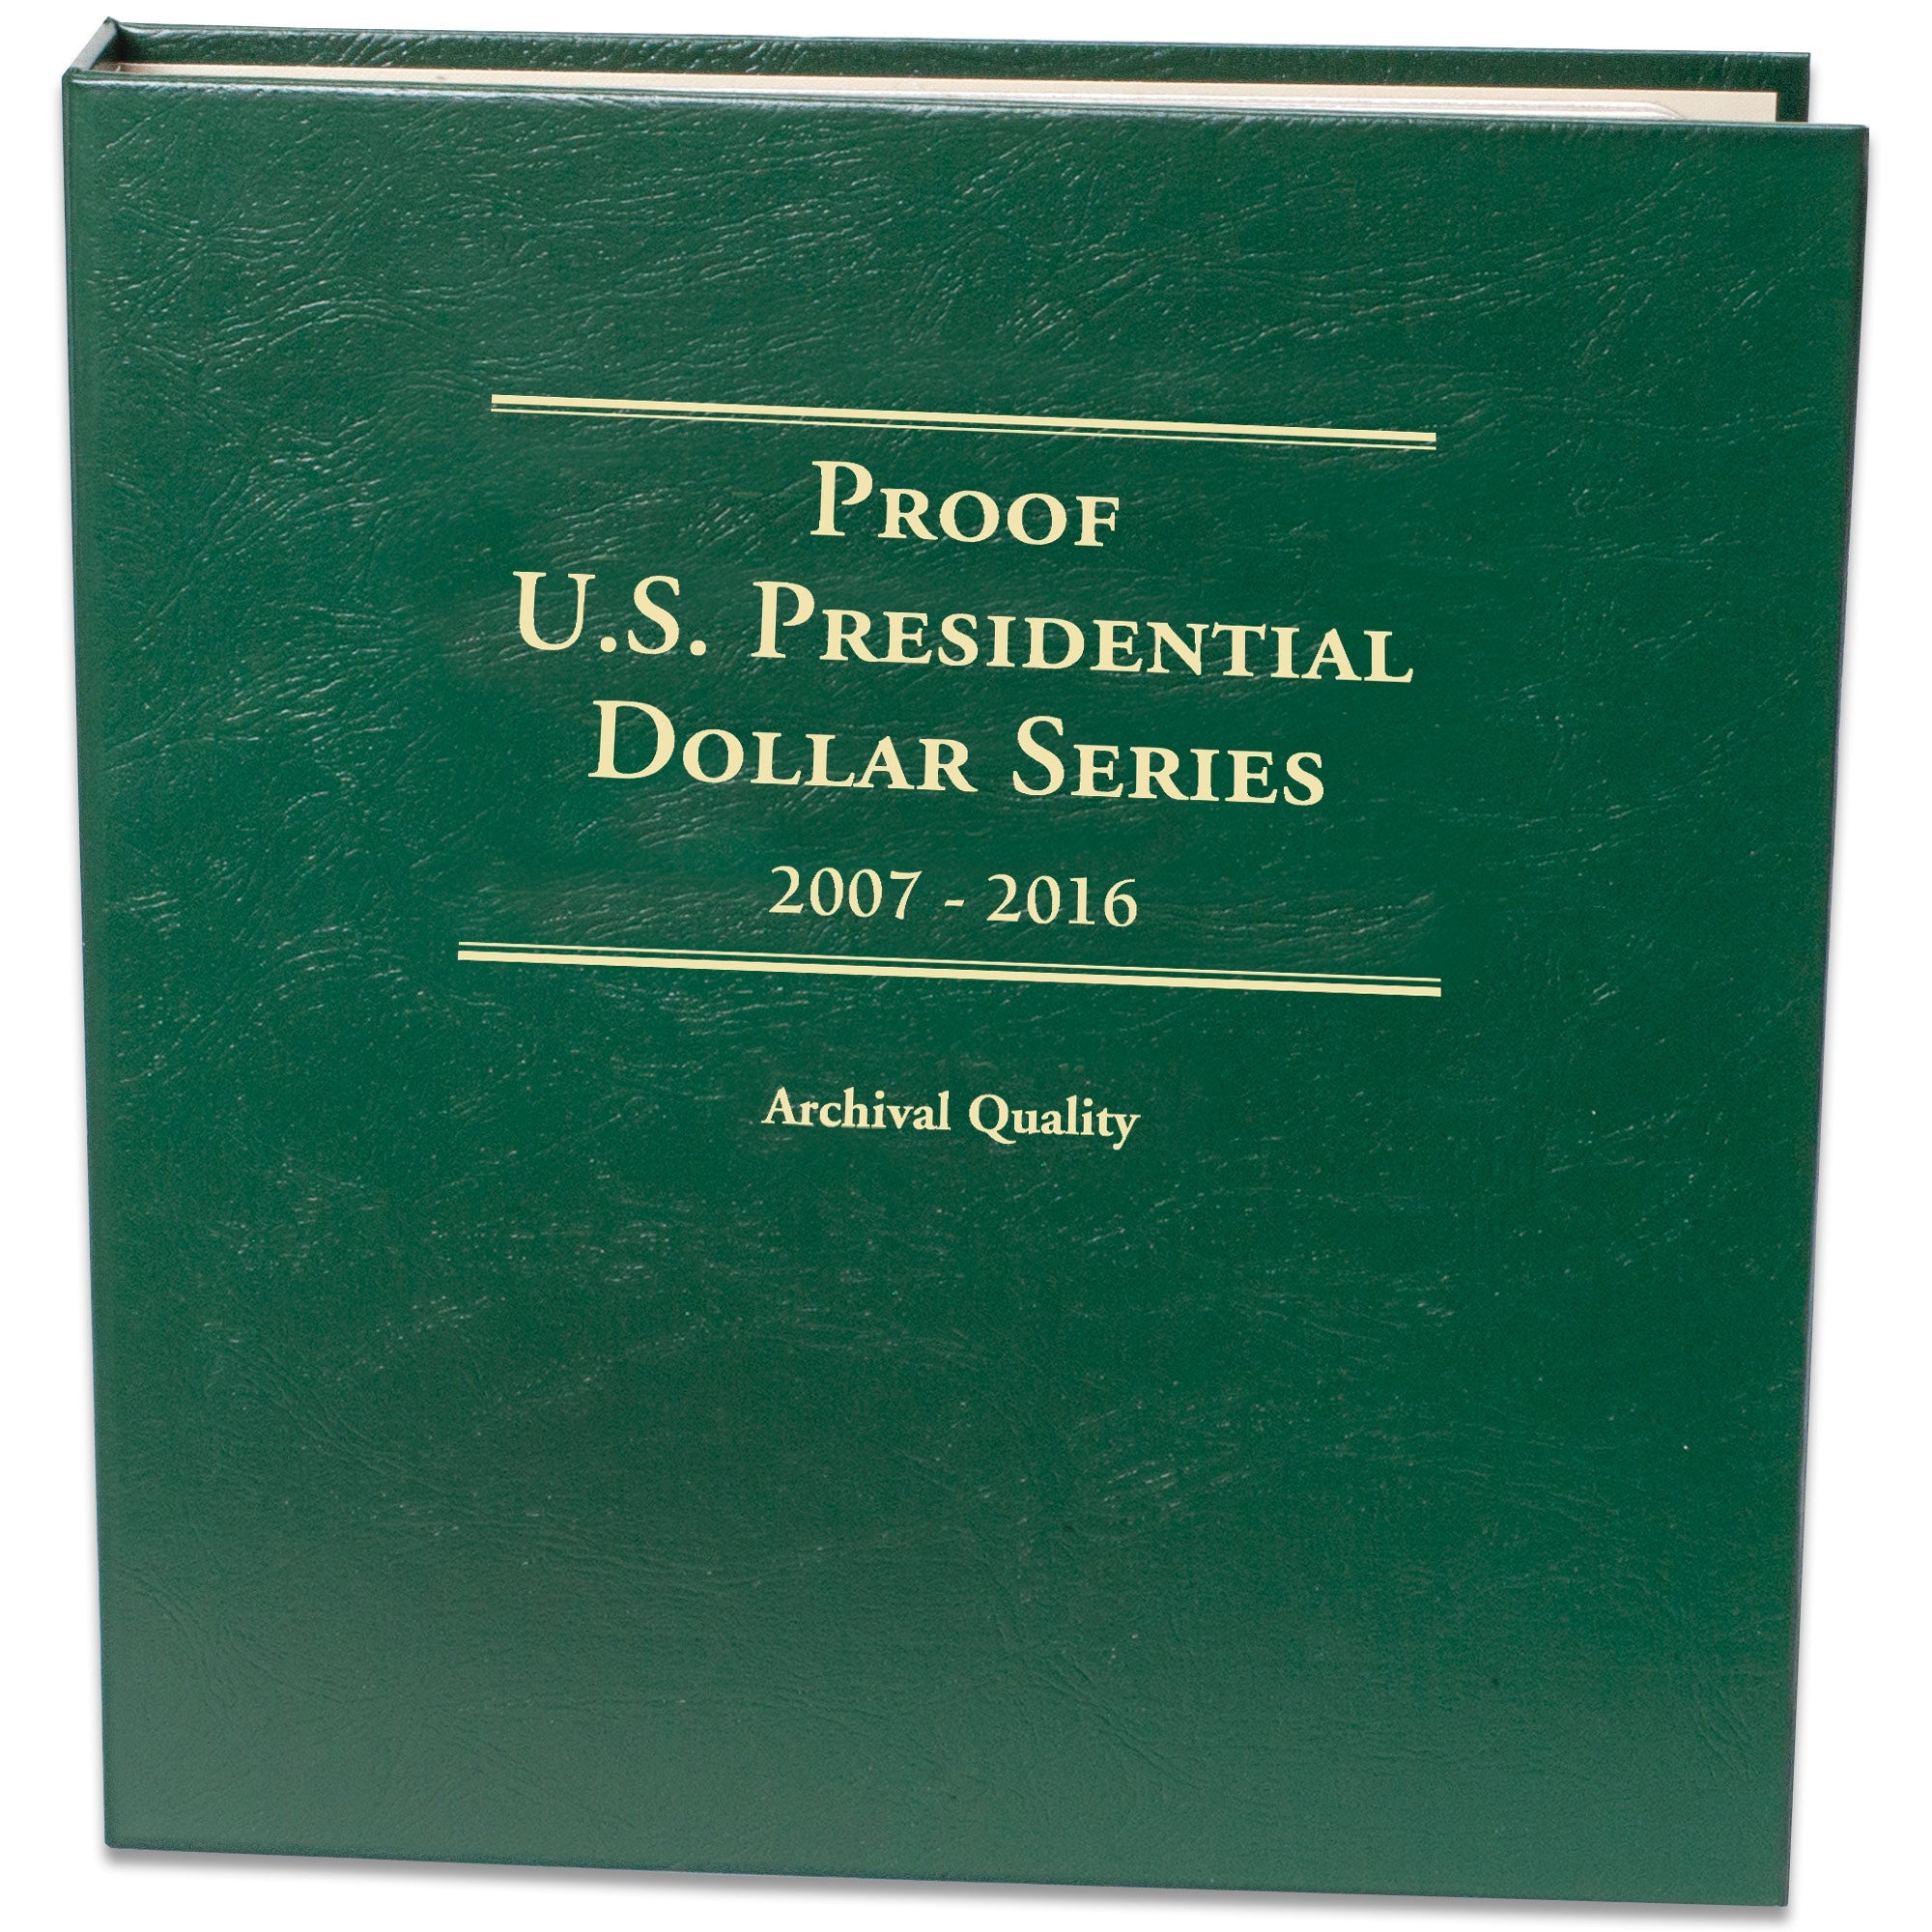 Proof
U.S. Presidential
Dollar Series
2007 - 2016
Archival Quality